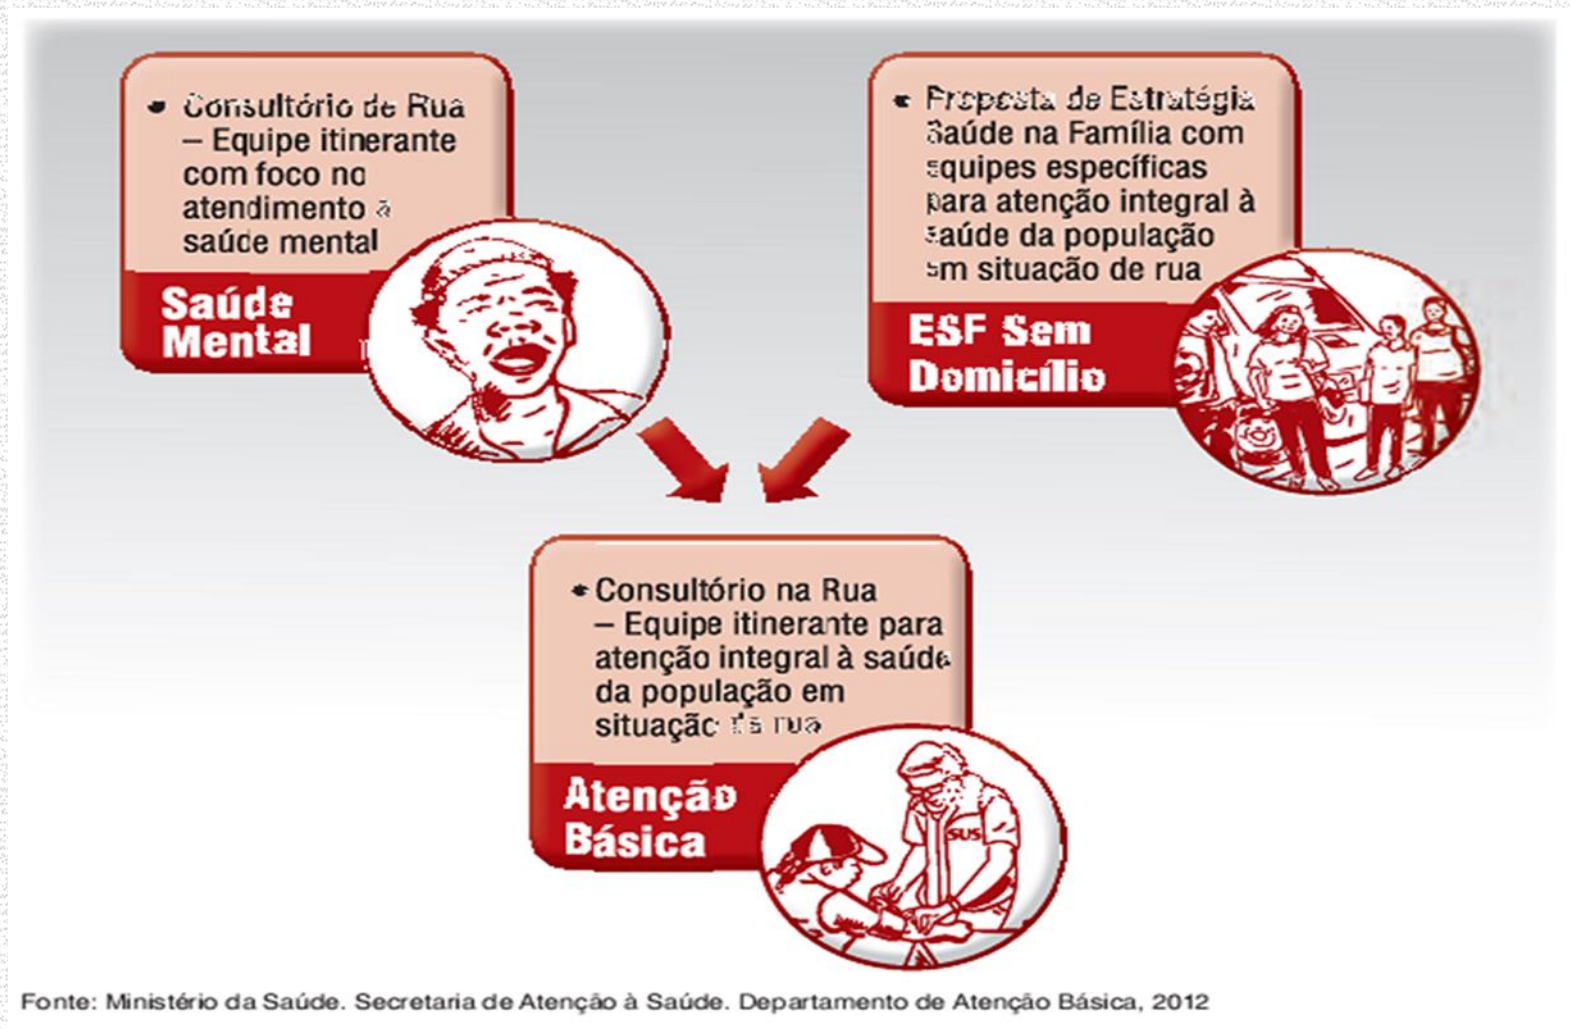 • Consultório de Rua
– Equipe itinerante
com foco no
atendimento à
saúde mental
Saúde
Mental
• Proposta de Estratégia
Saúde na Família com
equipes específicas
para atenção integral à
saúde da população
em situação de rua
ESF Sem
Domicílio
• Consultório na Rua
– Equipe itinerante para
atenção integral à saúde
da população em
situação de rua
Atenção
Básica
SUS
Fonte: Ministério da Saúde. Secretaria de Atenção à Saúde. Departamento de Atenção Básica, 2012